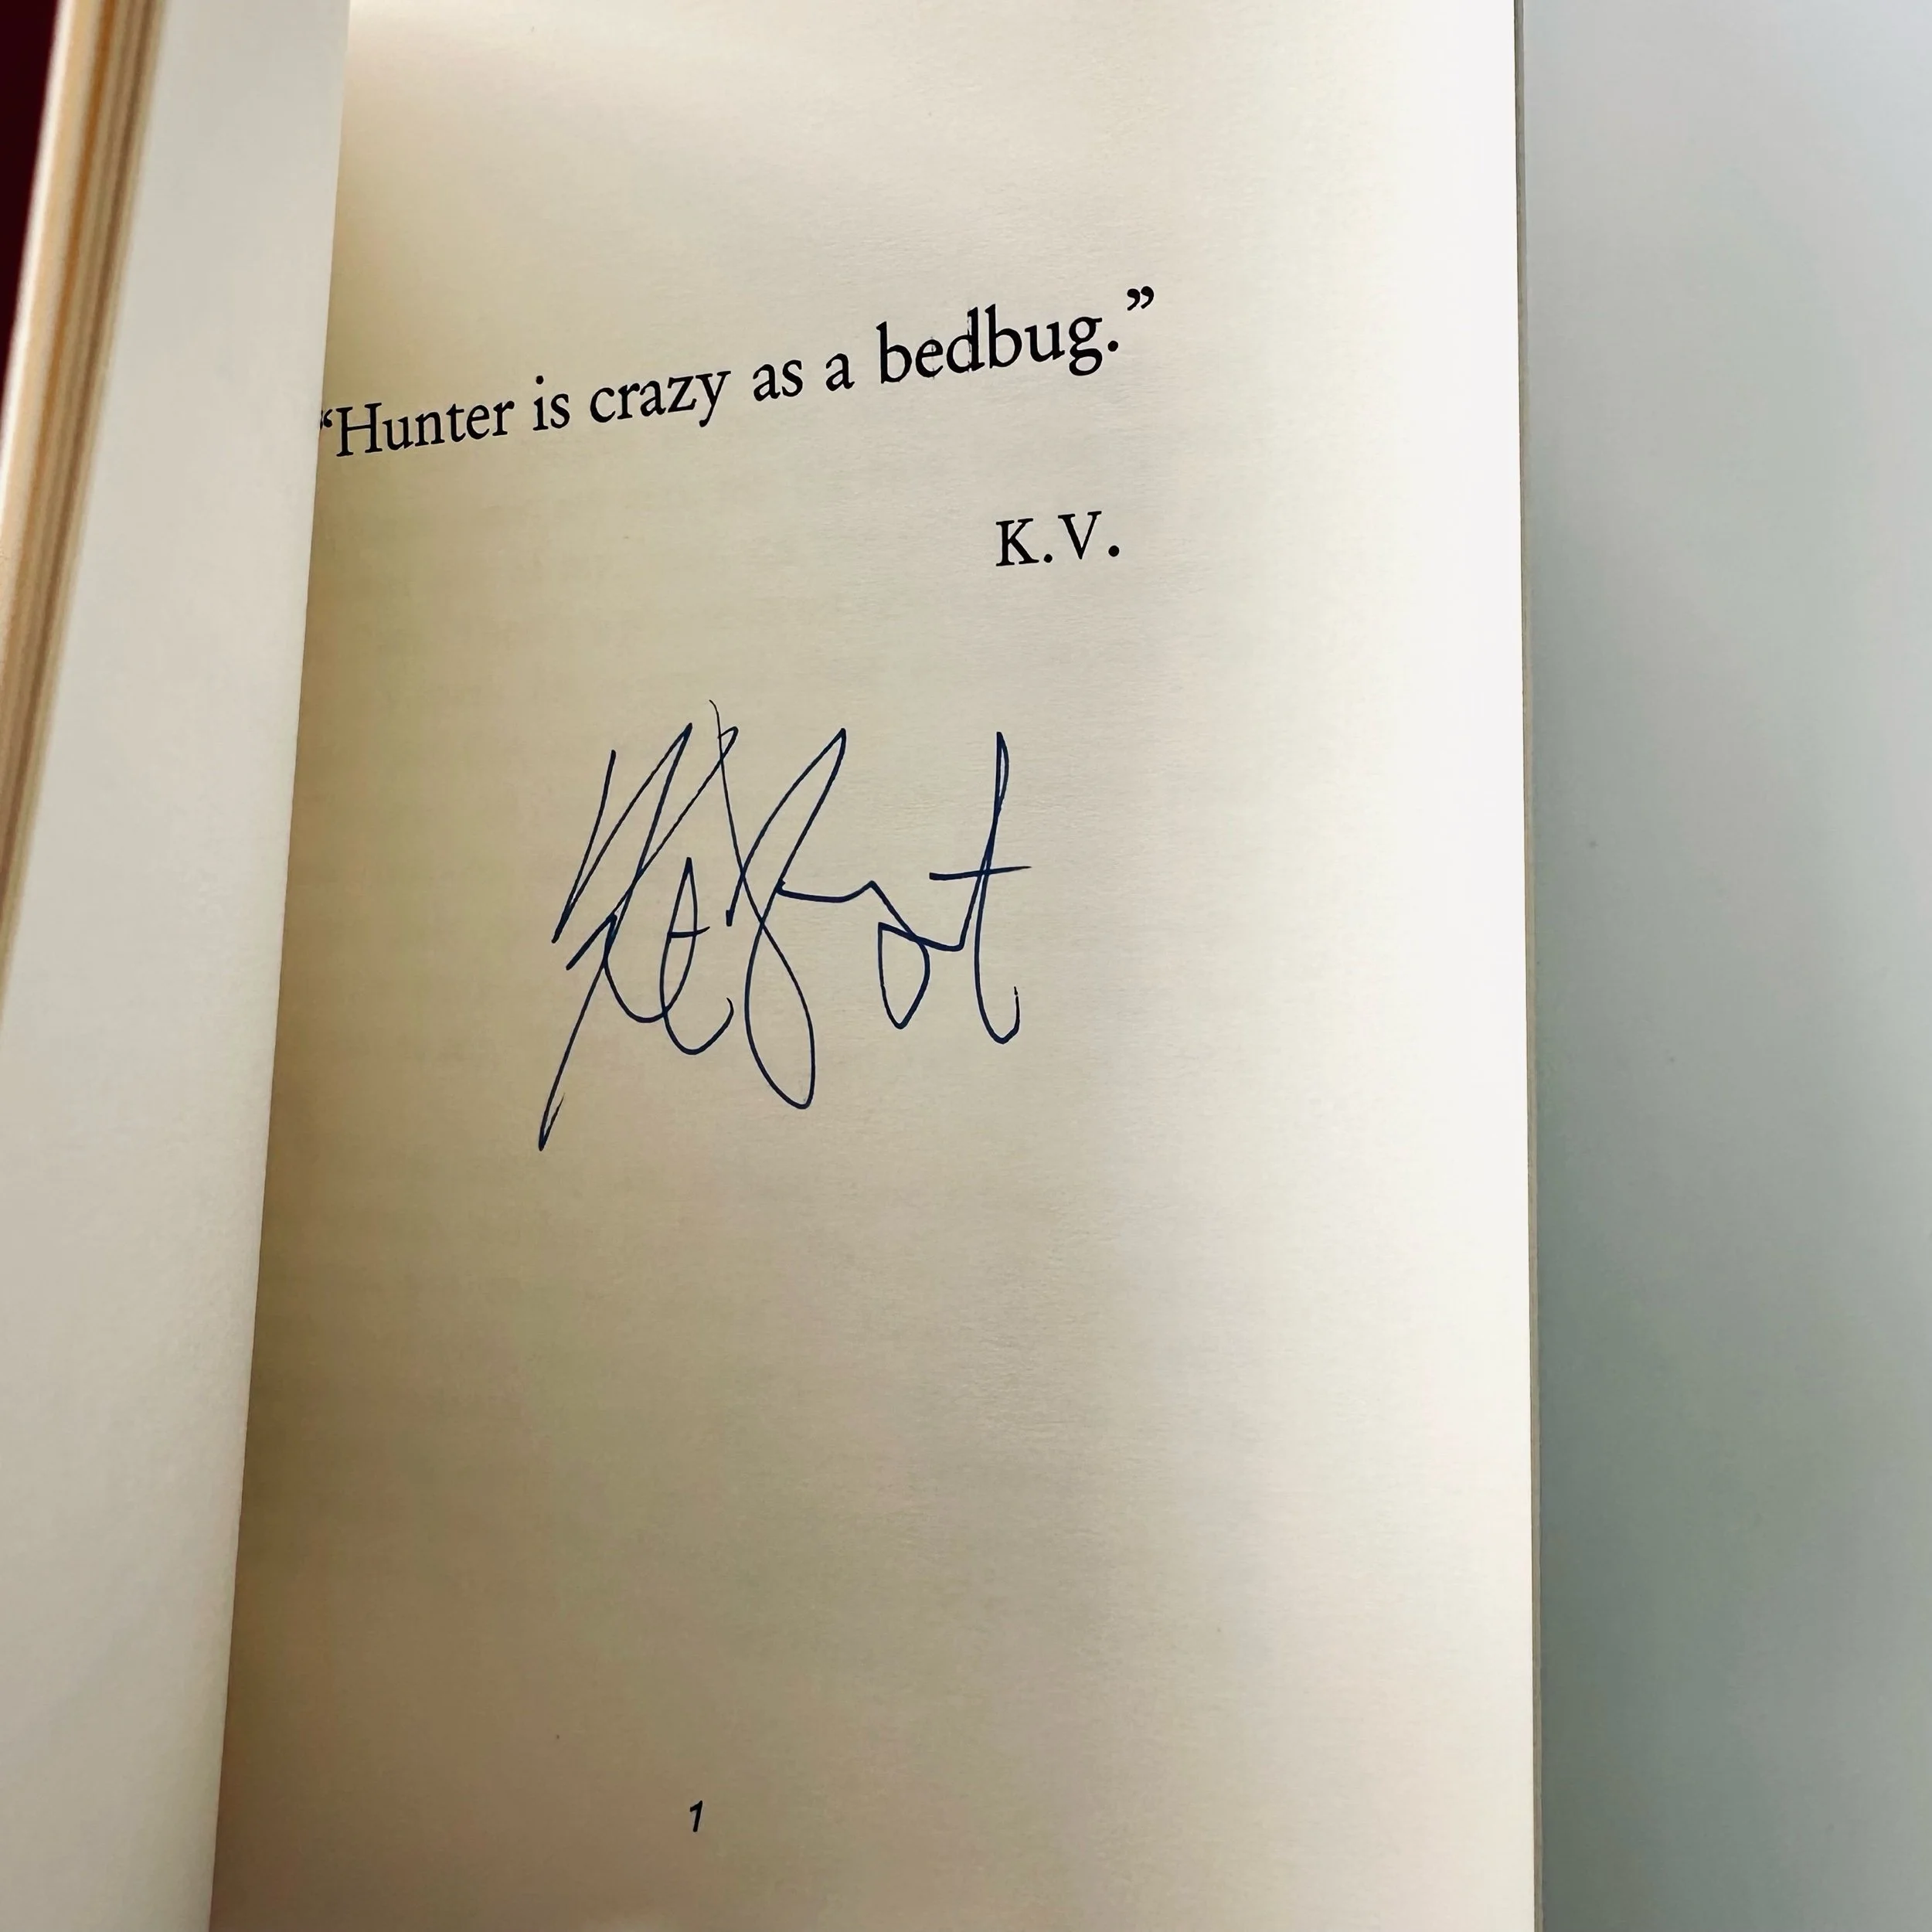 “Hunter is crazy as a bedbug.”
K.V.
1